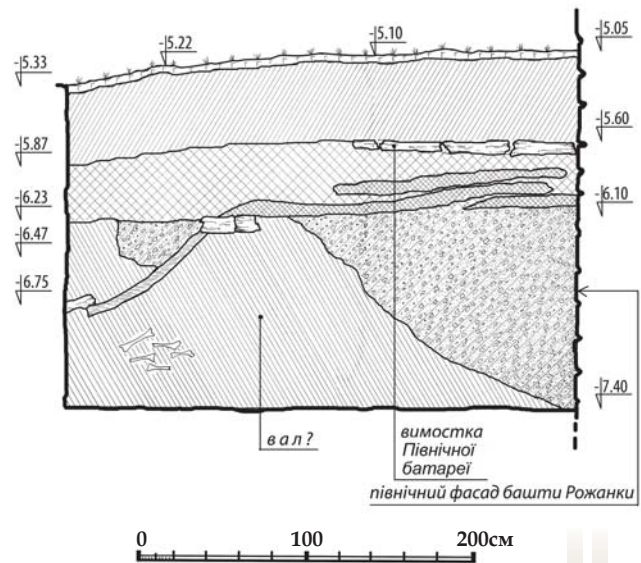 -5.33
-5.22
-5.10
-5.05
-5.87
-5.60
-6.23
-6.10
-6.47
-6.75
-7.40
вал?
вимостка
Північної
батареї
північний фасад башти Рожанки
0 100 200см